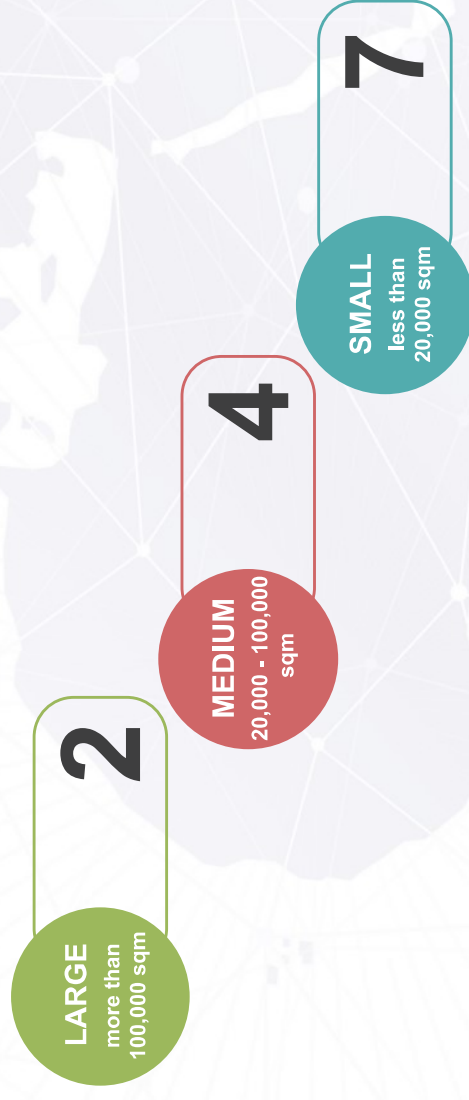 LARGE
more than
100,000 sqm
2
MEDIUM
20,000 - 100,000
sqm
4
SMALL
less than
20,000 sqm
7